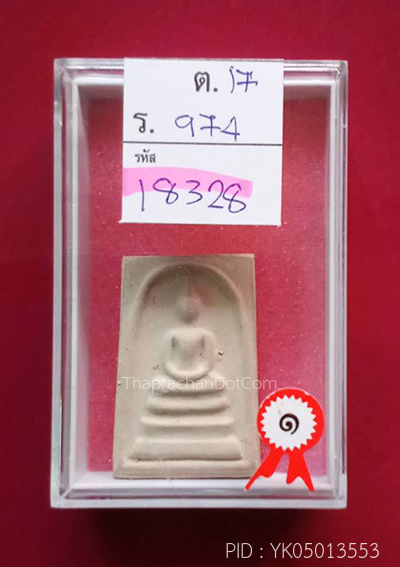 ต. 17
ร. 974
รหัส
18328
ThaprachanDotCom
๑
PID : YK05013553